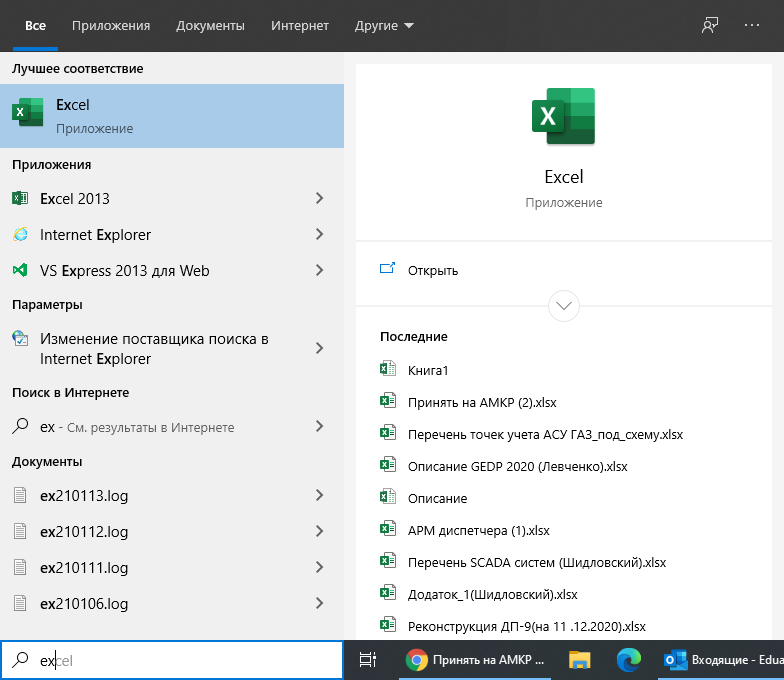 Все Приложения Документы Интернет Другие
Лучшее соответствие
Excel
Приложение
Приложения
Excel 2013
Internet Explorer
VS Express 2013 для Web
Параметры
Изменение поставщика поиска в
Internet Explorer
Поиск в Интернете
ex - См. результаты в Интернете
Документы
ex210113.log
ex210112.log
ex210111.log
ex210106.log
excel
Excel
Приложение
Открыть
Последние
Книга1
Принять на АМКР (2).xlsx
Перечень точек учета АСУ ГАЗ_под_схему.xlsx
Описание GEDP 2020 (Левченко).xlsx
Описание
АРМ диспетчера (1).xlsx
Перечень SCADA систем (Шидловский).xlsx
Додаток_1(Шидловский).xlsx
Реконструкция ДП-9(на 11 .12.2020).xlsx
Принять на АМКР ... Входящие - Edua